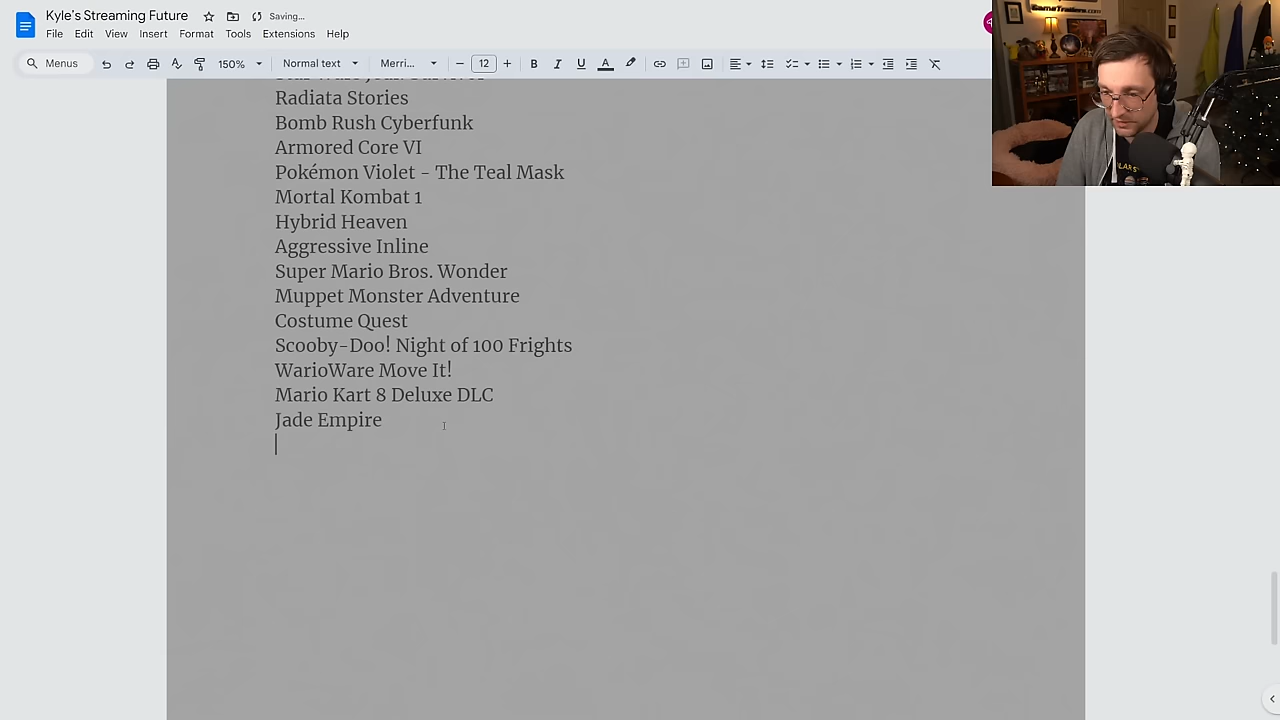 Kyle's Streaming Future
Saving...
File Edit View Insert Format Tools Extensions Help
Menus 150% Normal text Merri... 12 B I U A
Radiata Stories
Bomb Rush Cyberfunk
Armored Core VI
Pokémon Violet - The Teal Mask
Mortal Kombat 1
Hybrid Heaven
Aggressive Inline
Super Mario Bros. Wonder
Muppet Monster Adventure
Costume Quest
Scooby-Doo! Night of 100 Frights
WarioWare Move It!
Mario Kart 8 Deluxe DLC
Jade Empire
GameTrailers.com